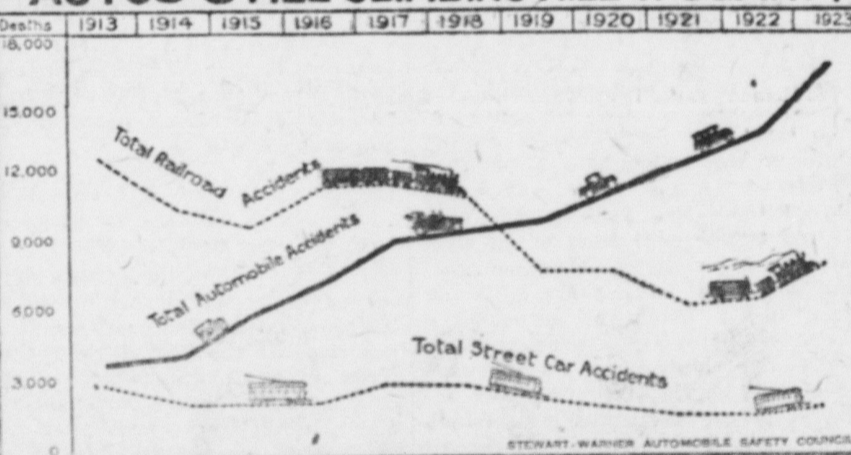 AUTOS STILL
Deaths 1913 1914 1915 1916 1917 1918 1919 1920 1921 1922 1923
18,000
15,000
12,000
9,000
6,000
3,000
0
Total Railroad Accidents
Total Automobile Accidents
Total Street Car Accidents
STEWART-WARNER AUTOMOBILE SAFETY COUNCIL